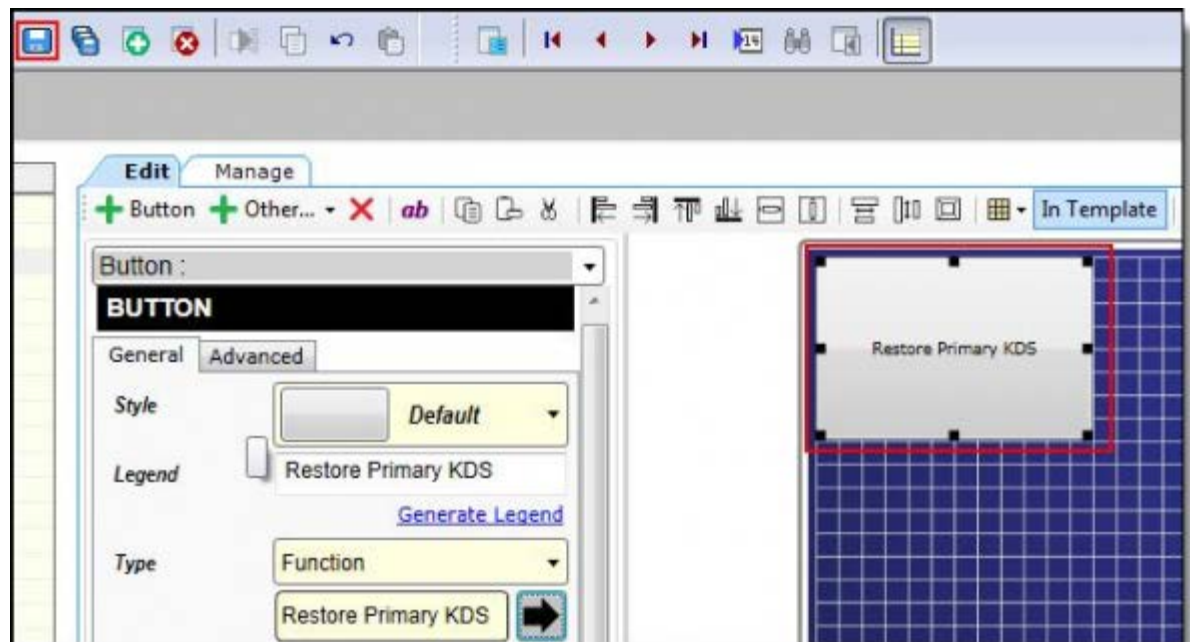 14
Edit Manage
Button Other... ab In Template
Button :
BUTTON
General Advanced
Style Default
Legend Restore Primary KDS
Generate Legend
Type Function
Restore Primary KDS
Restore Primary KDS